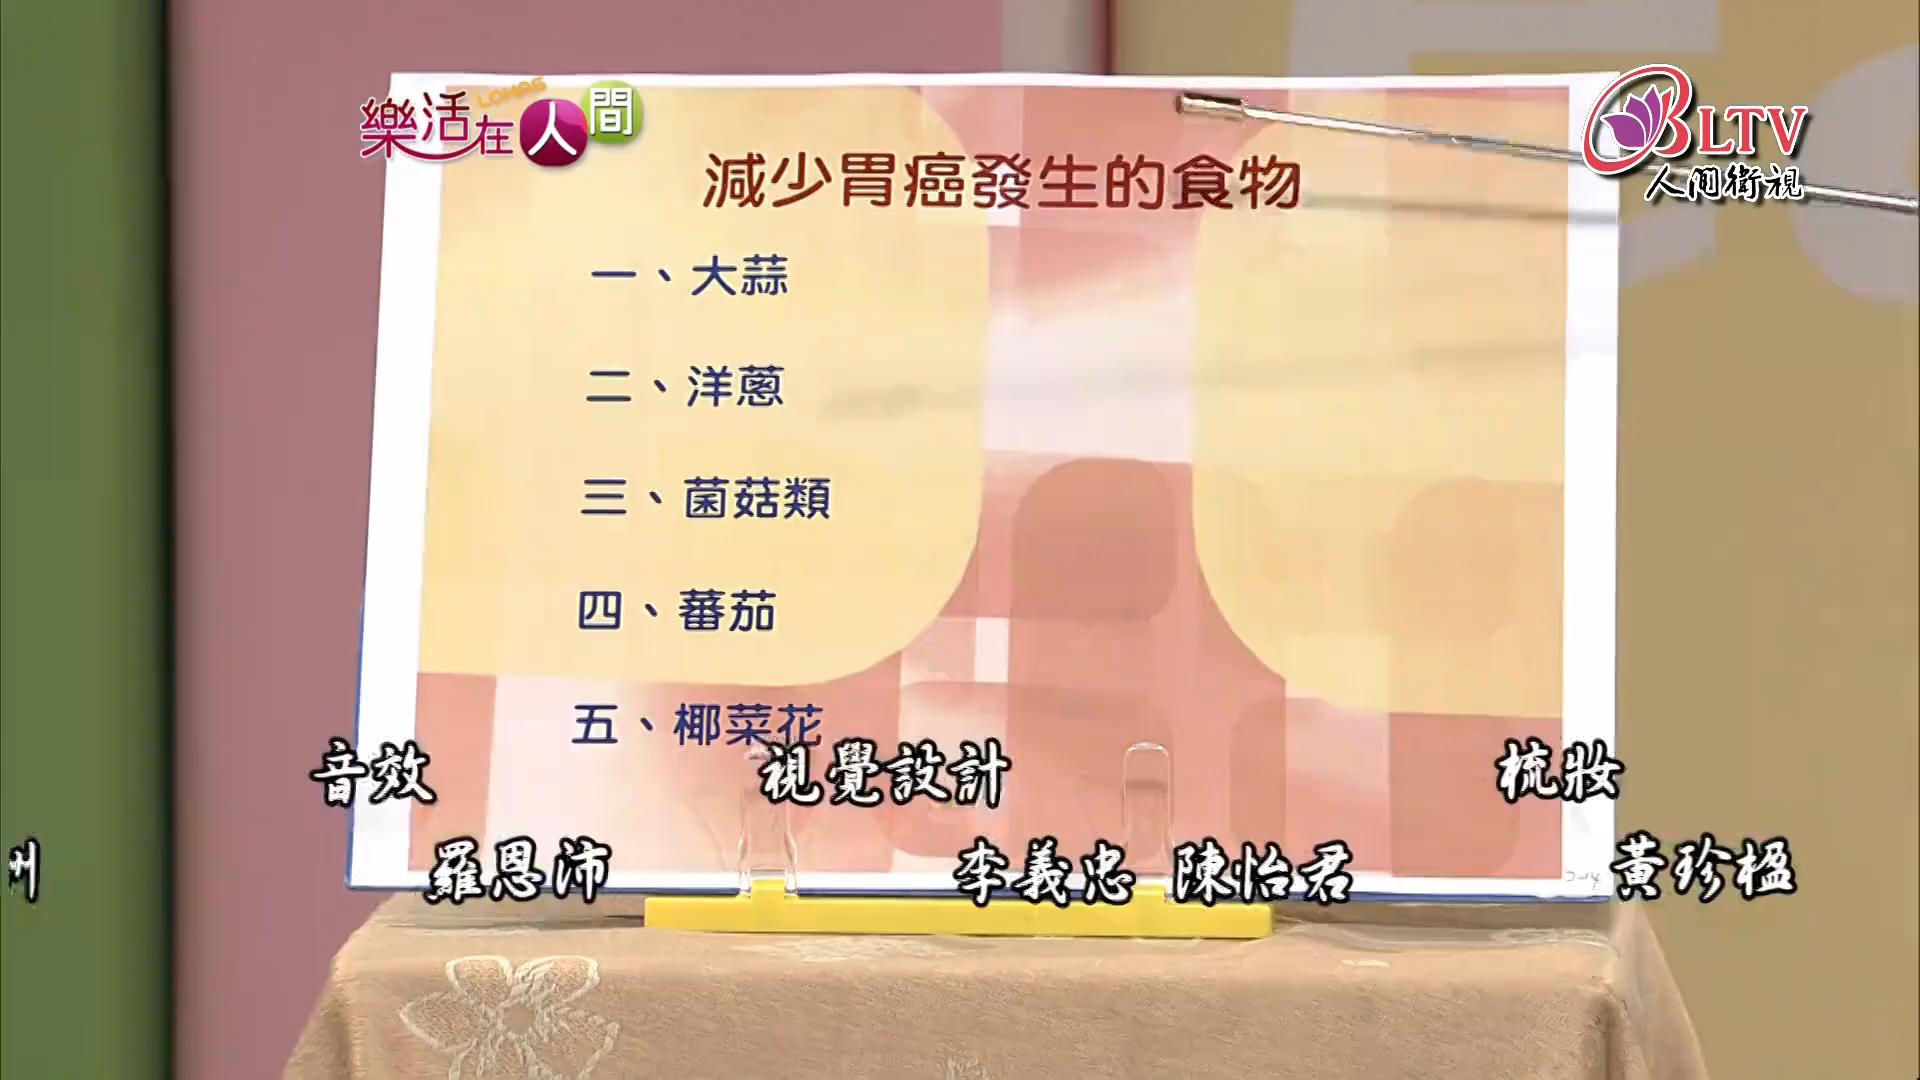 樂活在人間
LOHAS
BLTV
人間衛視
減少胃癌發生的食物
一、大蒜
二、洋蔥
三、菌菇類
四、蕃茄
五、椰菜花
音效 視覺設計 梳妝
州 羅恩沛 李義忠 陳怡君 黃珍楹